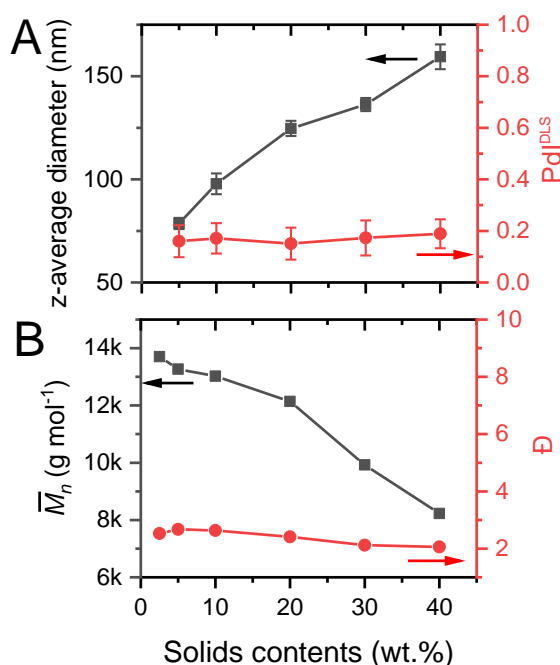 A
z-average diameter (nm)
150
100
50
1.0
0.8
0.6
0.4
0.2
0.0
PdI^DLS
B
M̅n (g mol⁻¹)
14k
12k
10k
8k
6k
10
8
6
4
2
Đ
0 10 20 30 40
Solids contents (wt.%)